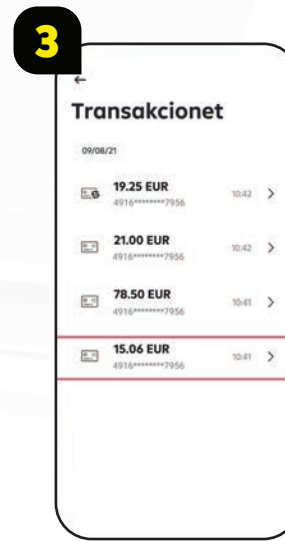 3
Transakcionet
09/08/21
19.25 EUR 10:42
4916********7956
21.00 EUR 10:42
4916********7956
78.50 EUR 10:41
4916********7956
15.06 EUR 10:41
4916********7956